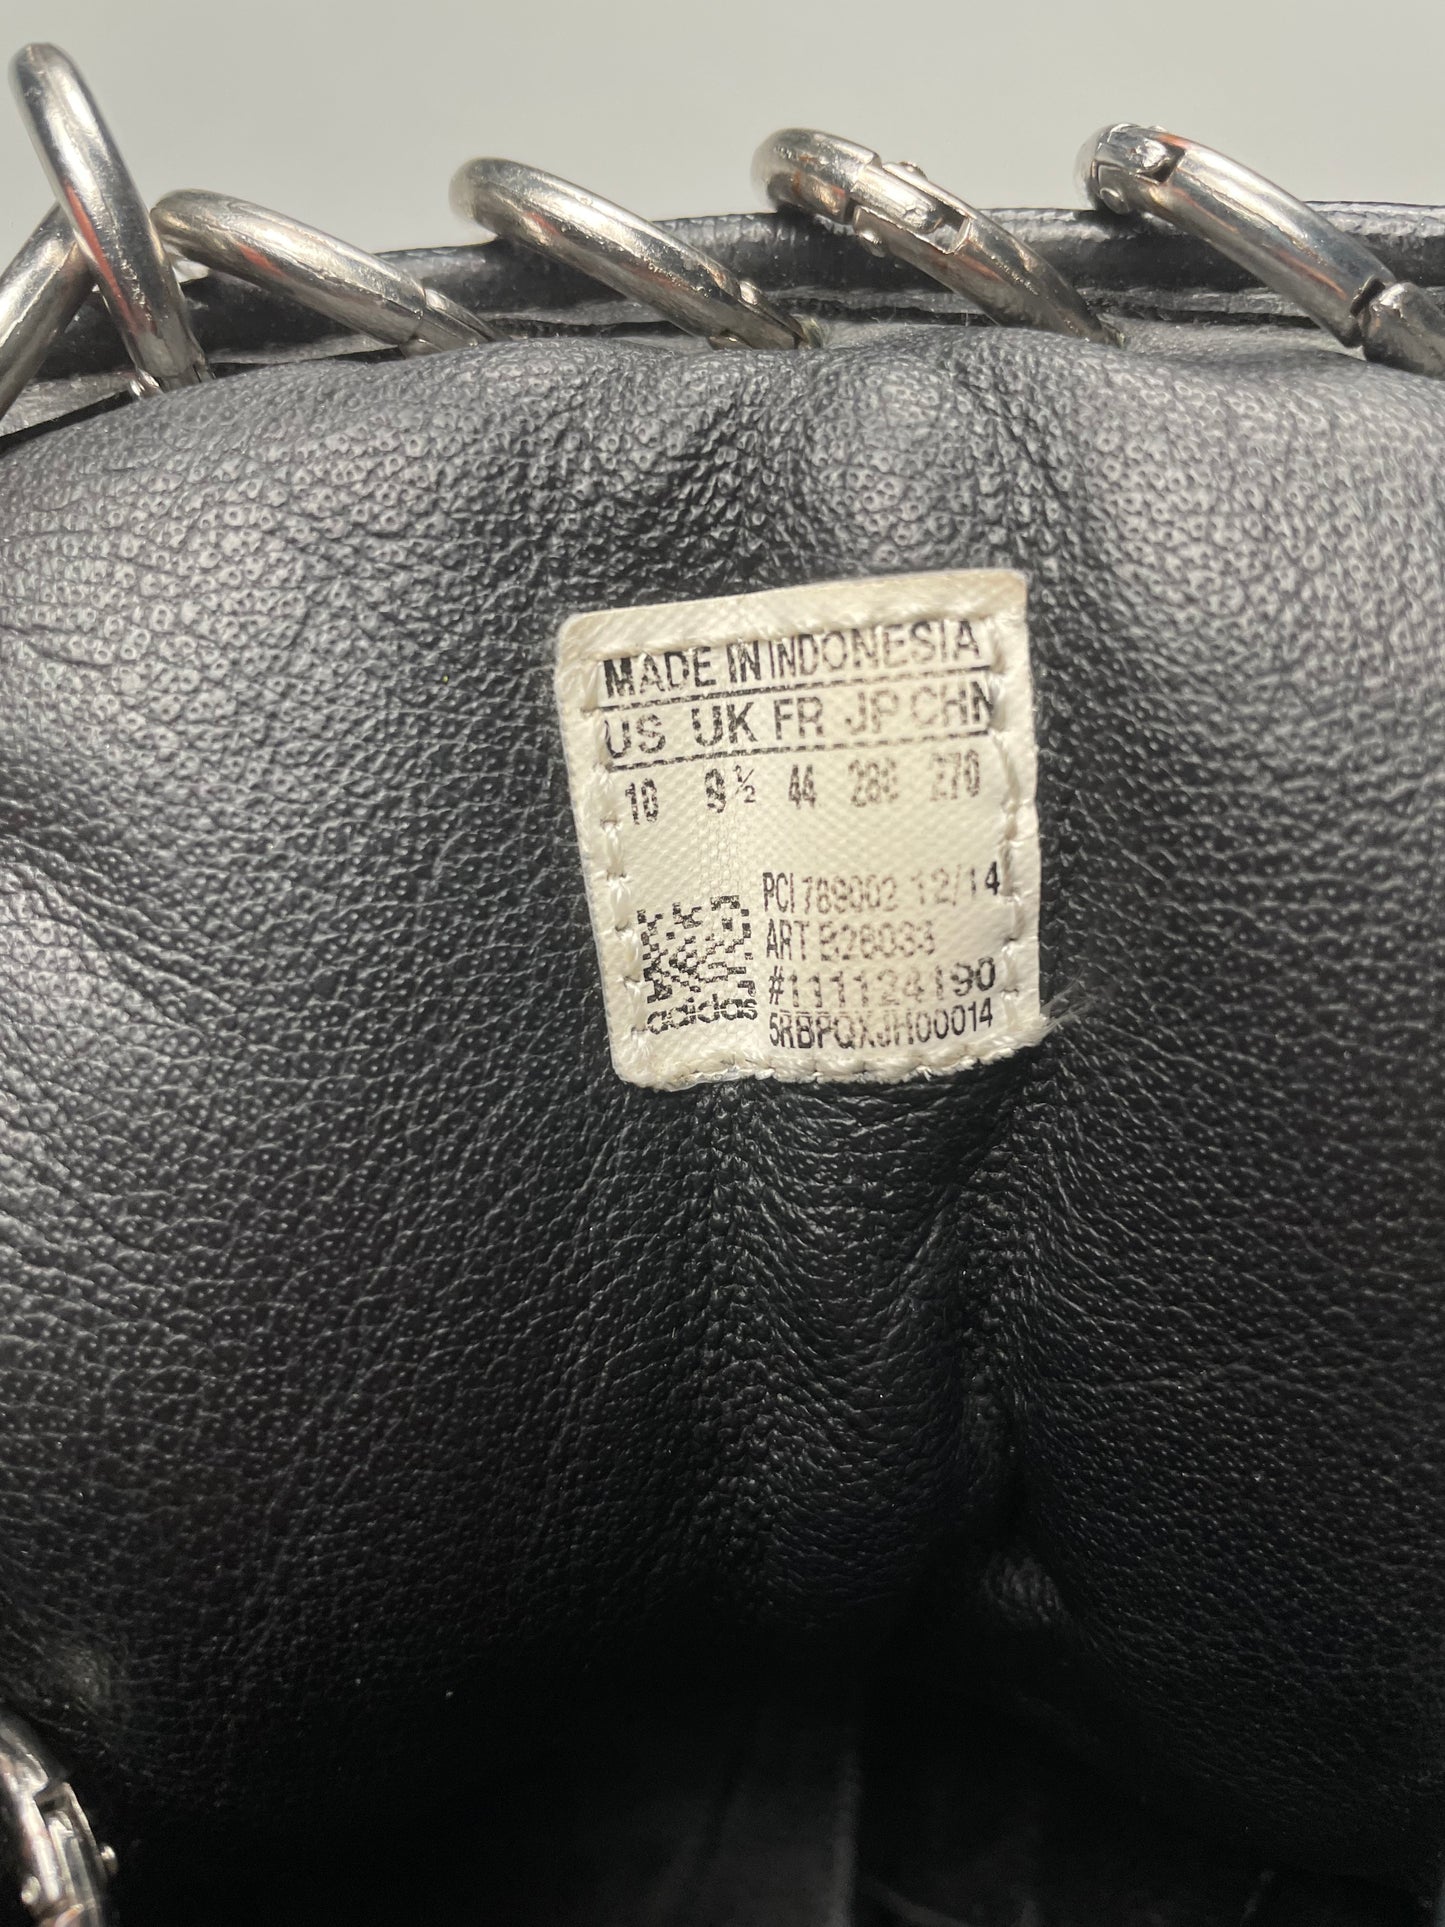 MADE IN INDONESIA
US UK FR JP CHN
10 9½ 44 280 270
PCI 789002 12/14
ART B26033
#111124190
adidas 5RBPQXJH00014